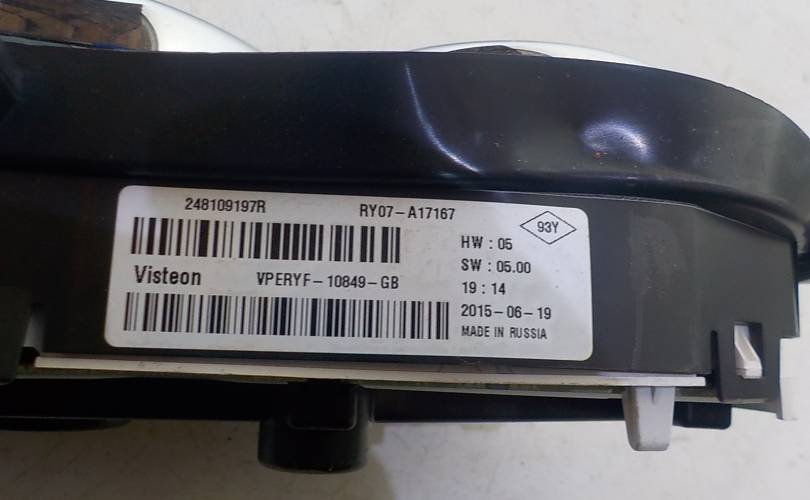 248109197R RY07-A17167
93Y
HW : 05
SW : 05.00
Visteon VPERYF-10849-GB
19 : 14
2015-06-19
MADE IN RUSSIA